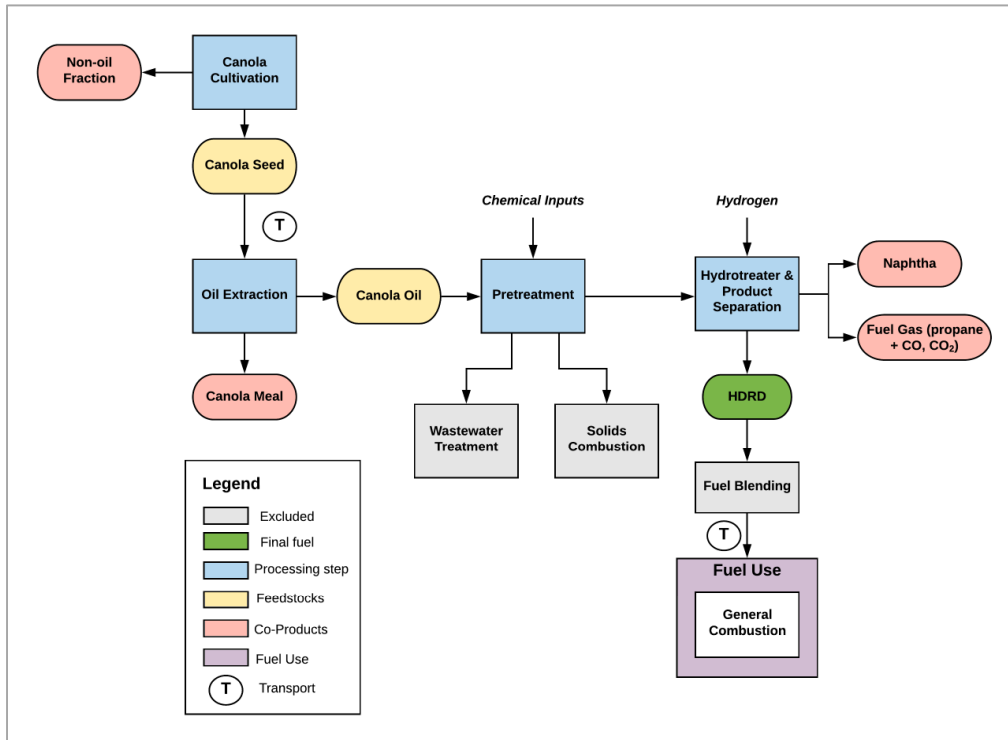 Non-oil
Fraction
Canola
Cultivation
Canola Seed
T
Chemical Inputs
Hydrogen
Oil Extraction
Canola Oil
Pretreatment
Hydrotreater &
Product
Separation
Naphtha
Fuel Gas (propane
+ CO, CO₂)
Canola Meal
Wastewater
Treatment
Solids
Combustion
HDRD
Fuel Blending
T
Fuel Use
General
Combustion
Legend
Excluded
Final fuel
Processing step
Feedstocks
Co-Products
Fuel Use
T
Transport